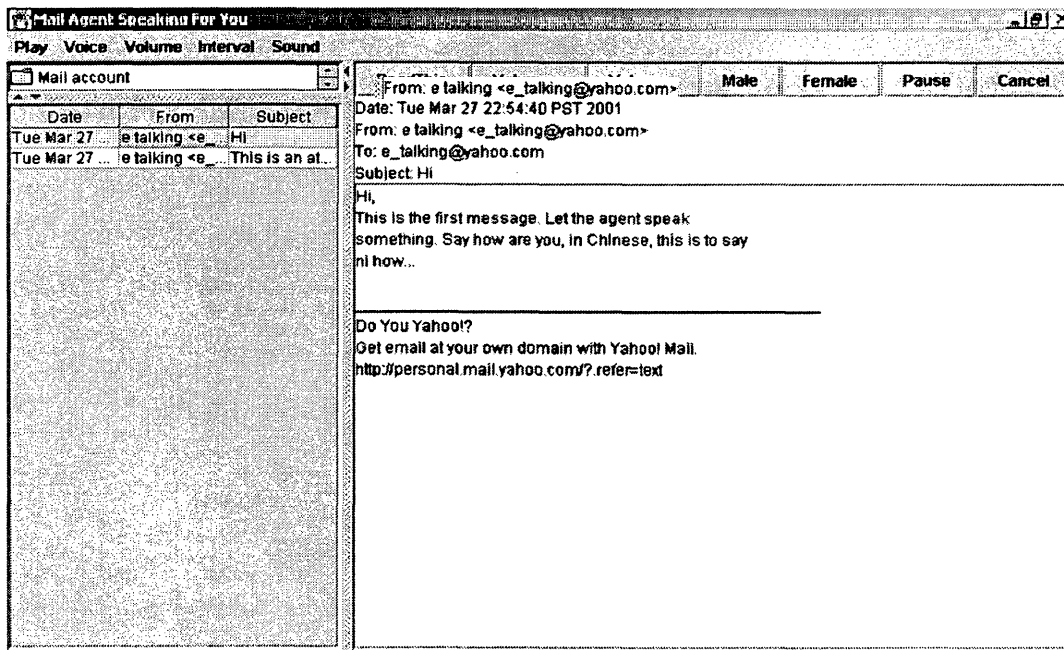 Mail Agent Speaking For You
Play Voice Volume Interval Sound
Mail account
Date From Subject
Tue Mar 27 ... e talking <e_... Hi
Tue Mar 27 ... e talking <e_... This is an at...
From: e talking <e_talking@yahoo.com>
Male Female Pause Cancel
Date: Tue Mar 27 22:54:40 PST 2001
From: e talking <e_talking@yahoo.com>
To: e_talking@yahoo.com
Subject: Hi
Hi,
This is the first message. Let the agent speak
something. Say how are you, in Chinese, this is to say
ni how...
Do You Yahoo!?
Get email at your own domain with Yahoo! Mail.
http://personal.mail.yahoo.com/?.refer=text